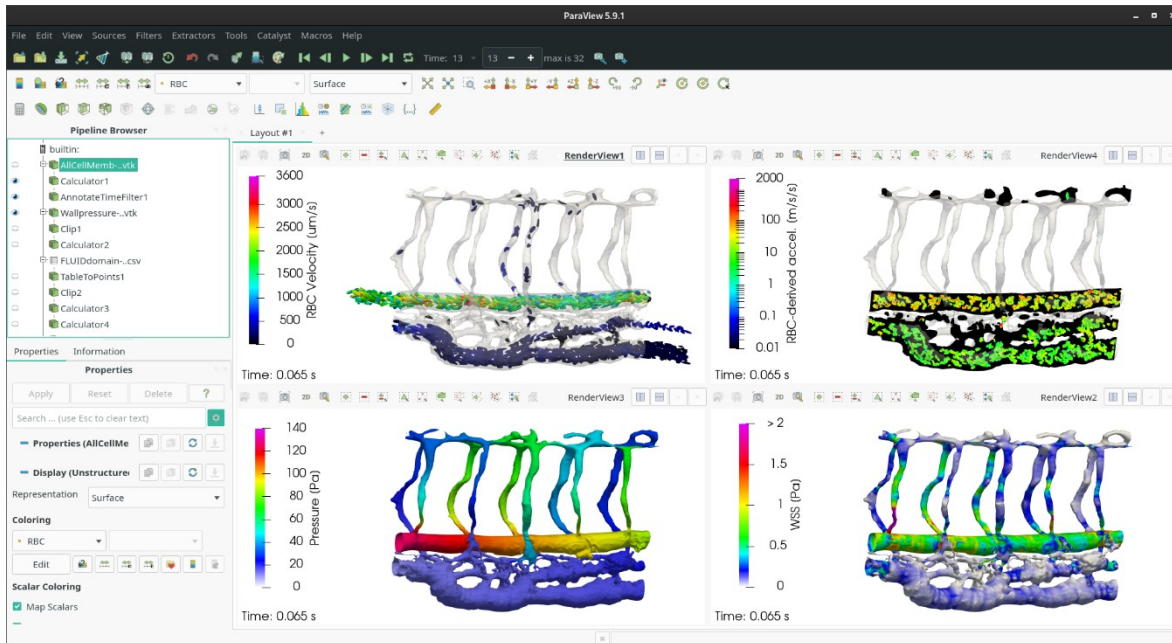 ParaView 5.9.1
File Edit View Sources Filters Extractors Tools Catalyst Macros Help
Time: 13 13 max is 32
RBC Surface
Pipeline Browser
builtin:
AllCellMemb-..vtk
Calculator1
AnnotateTimeFilter1
Wallpressure-..vtk
Clip1
Calculator2
FLUIDdomain-..csv
TableToPoints1
Clip2
Calculator3
Calculator4
Properties Information
Properties
Apply Reset Delete ?
Search ... (use Esc to clear text)
Properties (AllCellMe
Display (Unstructure
Representation Surface
Coloring
RBC
Edit
Scalar Coloring
Map Scalars
Layout #1 +
2D RenderView1
3600
3000
2500
2000
1500
1000
500
0
RBC Velocity (um/s)
Time: 0.065 s
2D RenderView4
2000
100
10
1
0.1
0.01
RBC-derived accel. (m/s/s)
2D RenderView3
140
120
100
80
60
40
20
0
Pressure (Pa)
Time: 0.065 s
2D RenderView2
> 2
1.5
1
0.5
0
WSS (Pa)
Time: 0.065 s
Time: 0.065 s